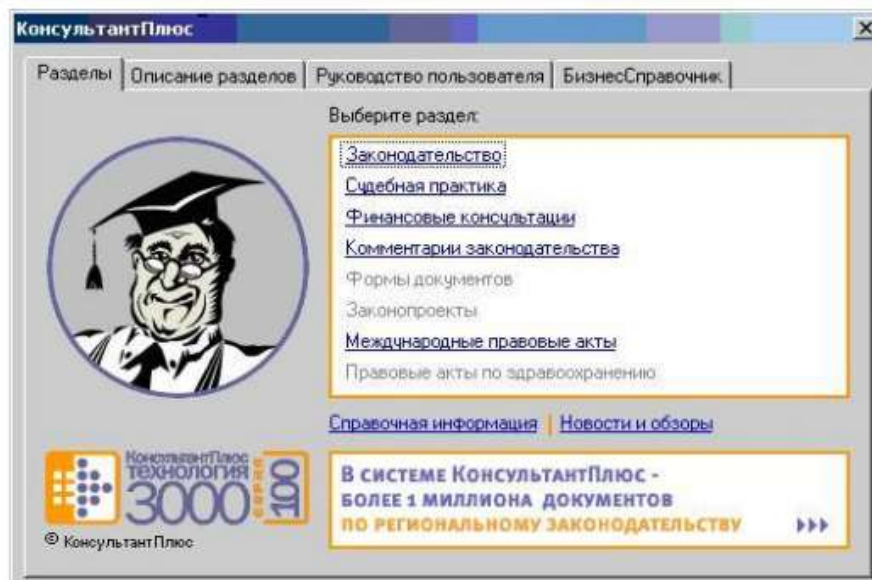 КонсультантПлюс
Разделы Описание разделов Руководство пользователя БизнесСправочник
Выберите раздел:
Законодательство
Судебная практика
Финансовые консультации
Комментарии законодательства
Формы документов
Законопроекты
Международные правовые акты
Правовые акты по здравоохранению
Справочная информация | Новости и обзоры
КонсультантПлюс
ТЕХНОЛОГИЯ
3000
СЕРИЯ 100
© КонсультантПлюс
В СИСТЕМЕ КОНСУЛЬТАНТПЛЮС -
БОЛЕЕ 1 МИЛЛИОНА ДОКУМЕНТОВ
ПО РЕГИОНАЛЬНОМУ ЗАКОНОДАТЕЛЬСТВУ